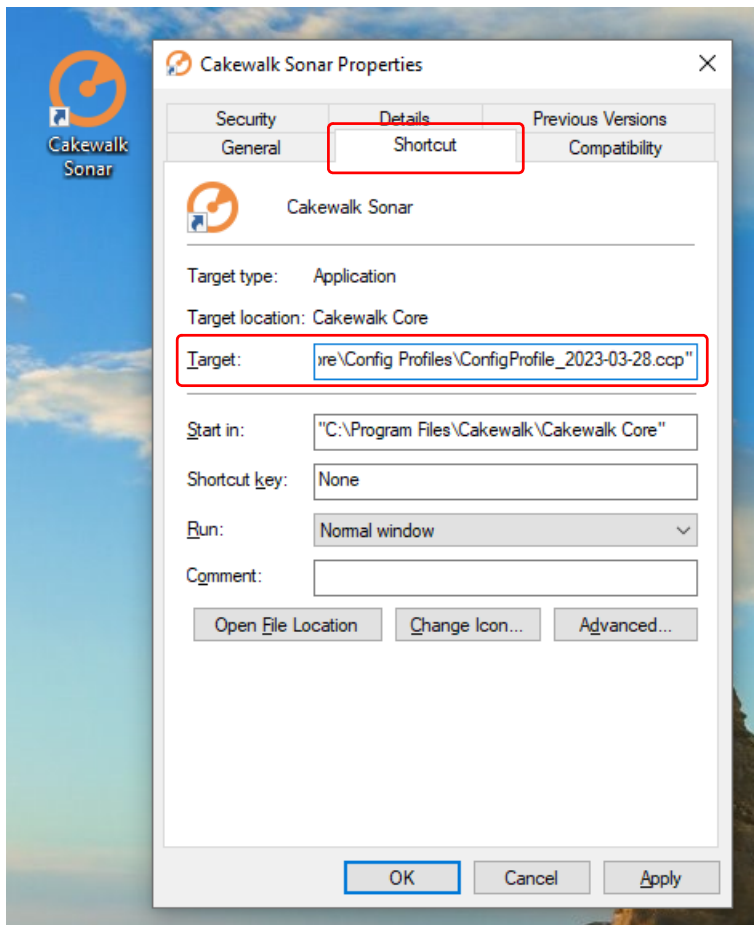 Cakewalk
Sonar
Cakewalk Sonar Properties
Security Details Previous Versions
General Shortcut Compatibility
Cakewalk Sonar
Target type: Application
Target location: Cakewalk Core
Target: ore\Config Profiles\ConfigProfile_2023-03-28.ccp"
Start in: "C:\Program Files\Cakewalk\Cakewalk Core"
Shortcut key: None
Run: Normal window
Comment:
Open File Location Change Icon... Advanced...
OK Cancel Apply